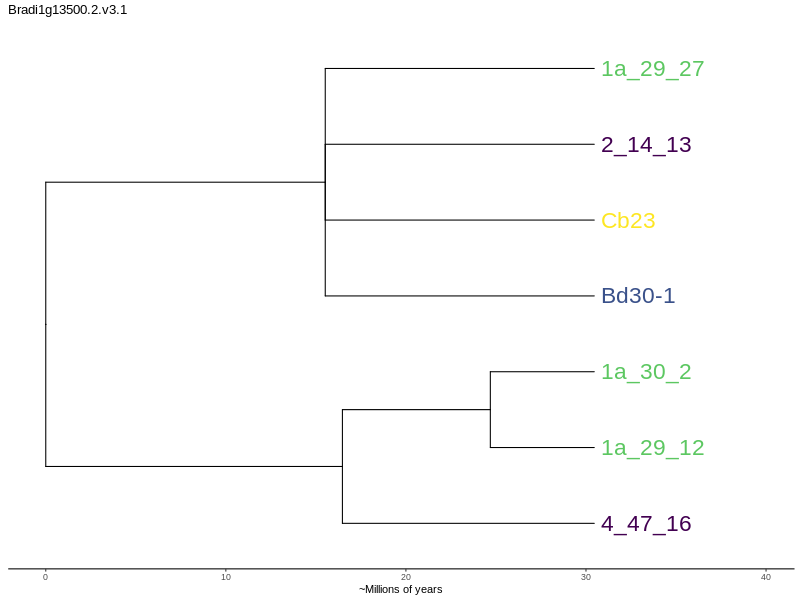 Bradi1g13500.2.v3.1
1a_29_27
2_14_13
Cb23
Bd30-1
1a_30_2
1a_29_12
4_47_16
0 10 20 30 40
~Millions of years